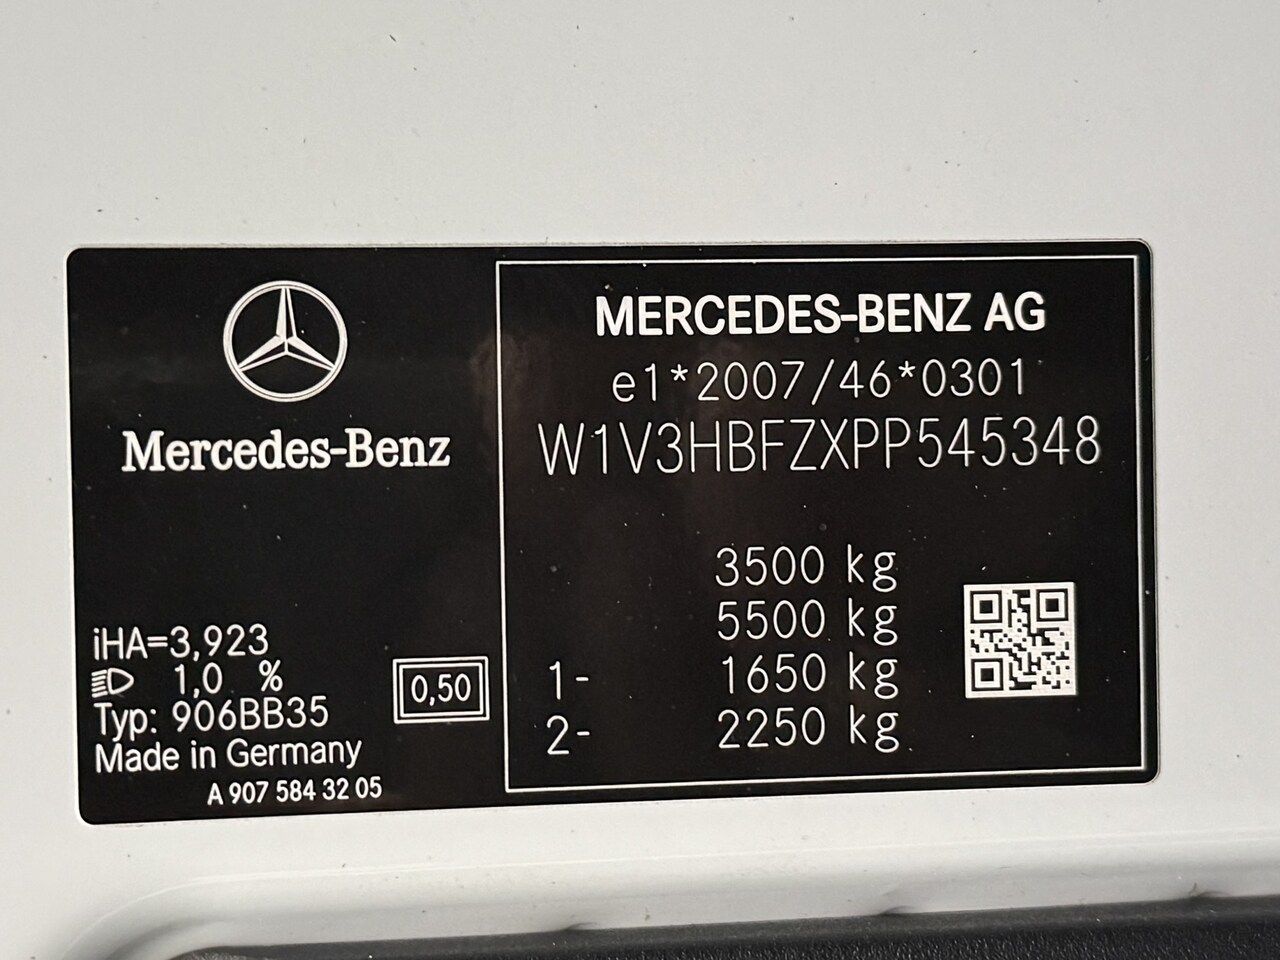 Mercedes-Benz
iHA=3,923
1,0 %
Typ: 906BB35
Made in Germany
A 907 584 32 05
0,50
MERCEDES-BENZ AG
e1*2007/46*0301
W1V3HBFZXPP545348
3500 kg
5500 kg
1- 1650 kg
2- 2250 kg